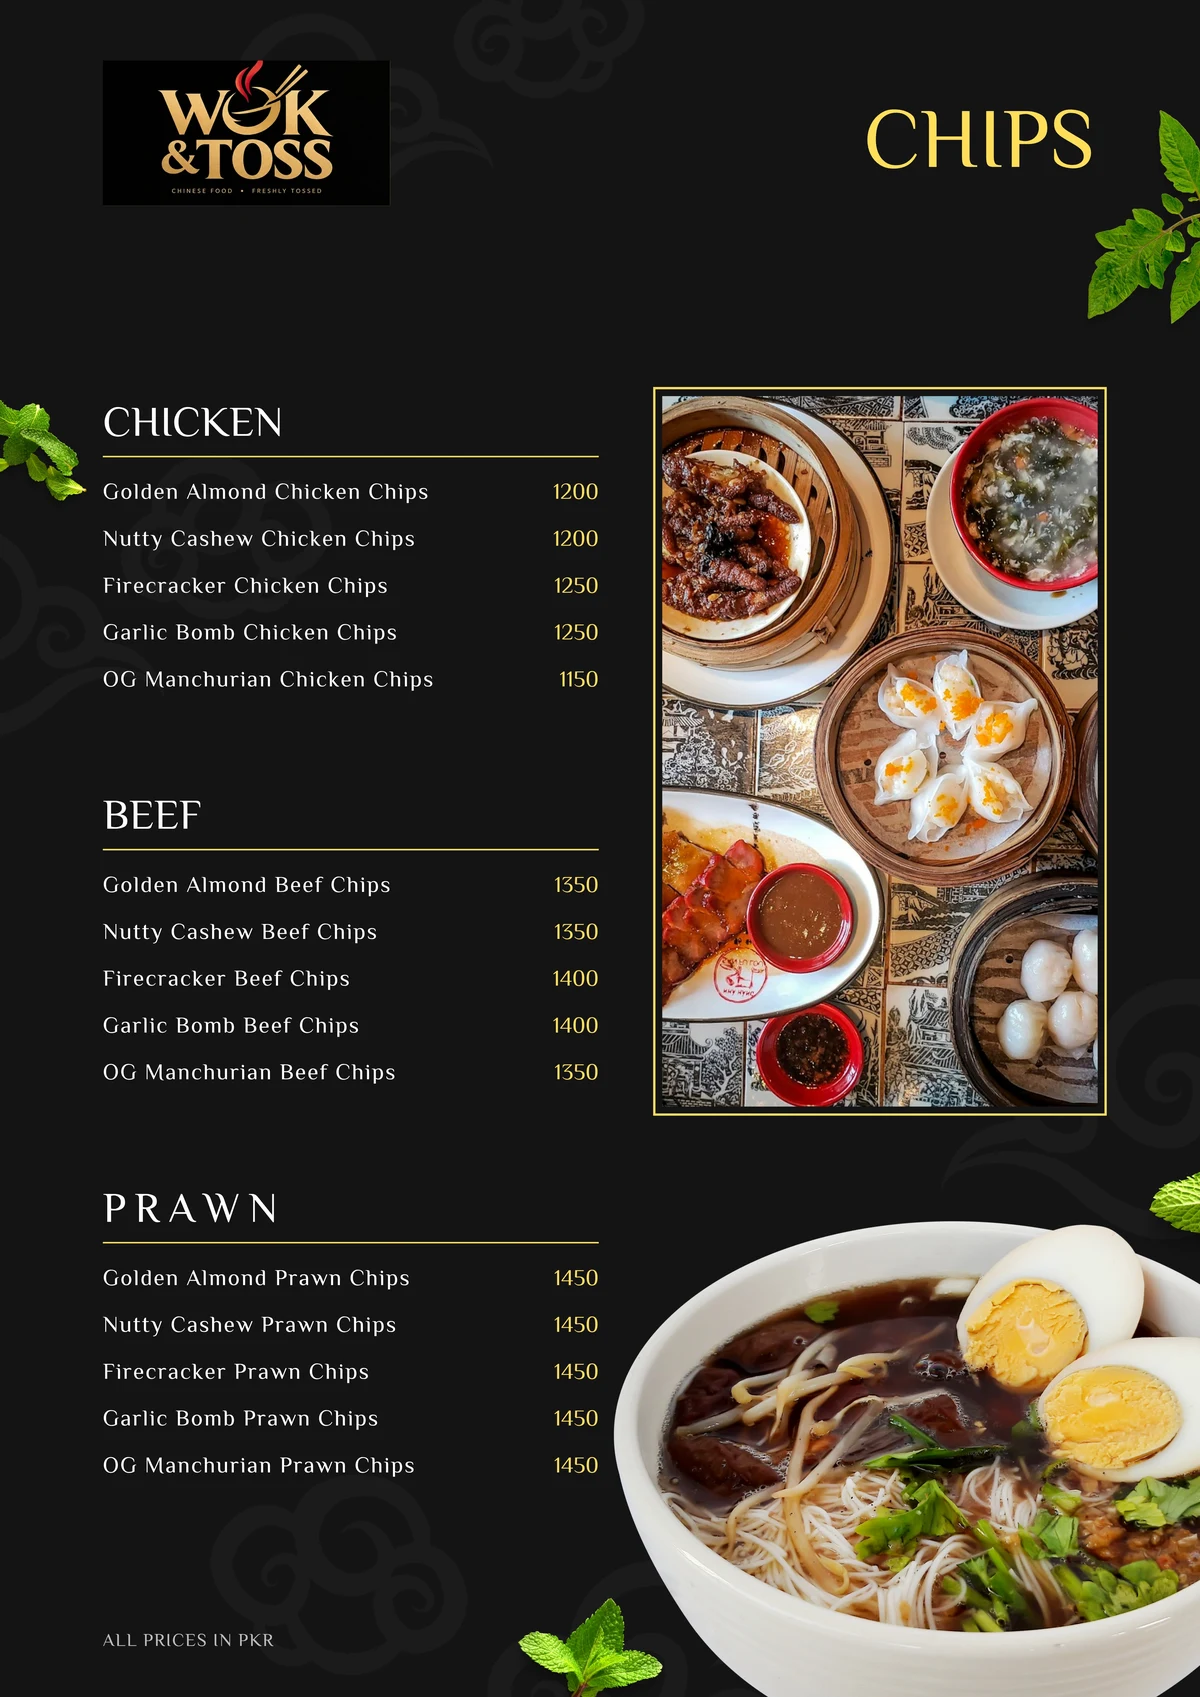 WOK
&TOSS
CHINESE FOOD • FRESHLY TOSSED
CHIPS
CHICKEN
Golden Almond Chicken Chips 1200
Nutty Cashew Chicken Chips 1200
Firecracker Chicken Chips 1250
Garlic Bomb Chicken Chips 1250
OG Manchurian Chicken Chips 1150
BEEF
Golden Almond Beef Chips 1350
Nutty Cashew Beef Chips 1350
Firecracker Beef Chips 1400
Garlic Bomb Beef Chips 1400
OG Manchurian Beef Chips 1350
PRAWN
Golden Almond Prawn Chips 1450
Nutty Cashew Prawn Chips 1450
Firecracker Prawn Chips 1450
Garlic Bomb Prawn Chips 1450
OG Manchurian Prawn Chips 1450
ALL PRICES IN PKR